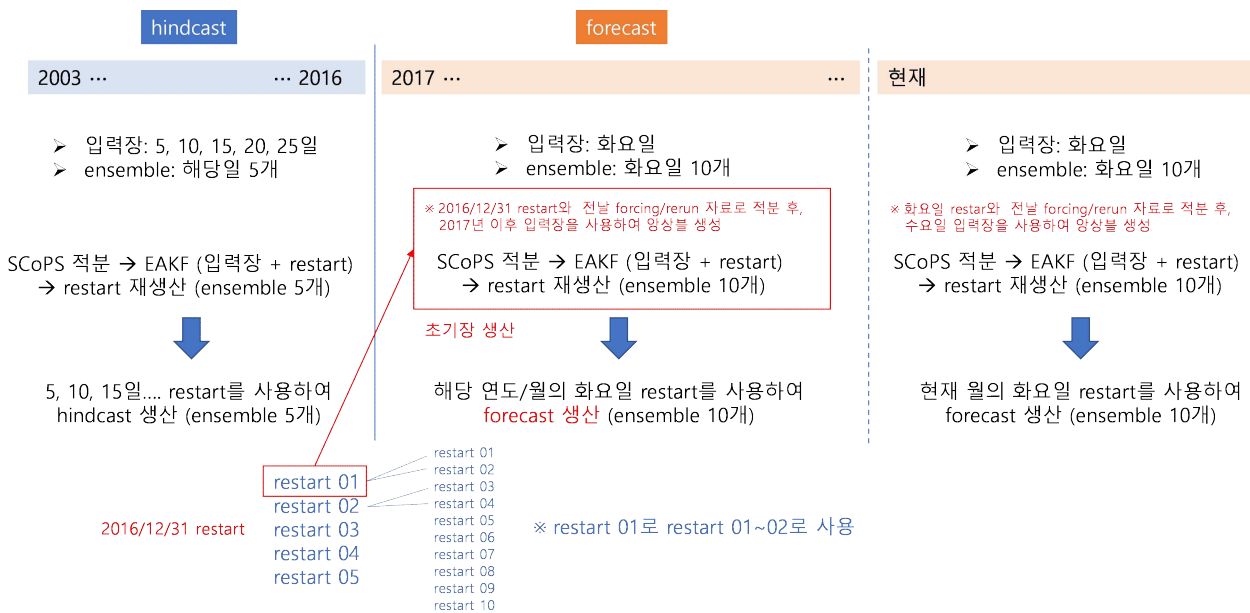 hindcast
forecast
2003 …
… 2016
2017 …
…
현재
➢ 입력장: 5, 10, 15, 20, 25일
➢ ensemble: 해당일 5개
SCoPS 적분 → EAKF (입력장 + restart)
→ restart 재생산 (ensemble 5개)
5, 10, 15일…. restart를 사용하여
hindcast 생산 (ensemble 5개)
➢ 입력장: 화요일
➢ ensemble: 화요일 10개
※ 2016/12/31 restart와 전날 forcing/rerun 자료로 적분 후,
2017년 이후 입력장을 사용하여 앙상블 생성
SCoPS 적분 → EAKF (입력장 + restart)
→ restart 재생산 (ensemble 10개)
초기장 생산
해당 연도/월의 화요일 restart를 사용하여
forecast 생산 (ensemble 10개)
➢ 입력장: 화요일
➢ ensemble: 화요일 10개
※ 화요일 restar와 전날 forcing/rerun 자료로 적분 후,
수요일 입력장을 사용하여 앙상블 생성
SCoPS 적분 → EAKF (입력장 + restart)
→ restart 재생산 (ensemble 10개)
현재 월의 화요일 restart를 사용하여
forecast 생산 (ensemble 10개)
2016/12/31 restart
restart 01
restart 02
restart 03
restart 04
restart 05
restart 01
restart 02
restart 03
restart 04
restart 05
restart 06
restart 07
restart 08
restart 09
restart 10
※ restart 01로 restart 01~02로 사용